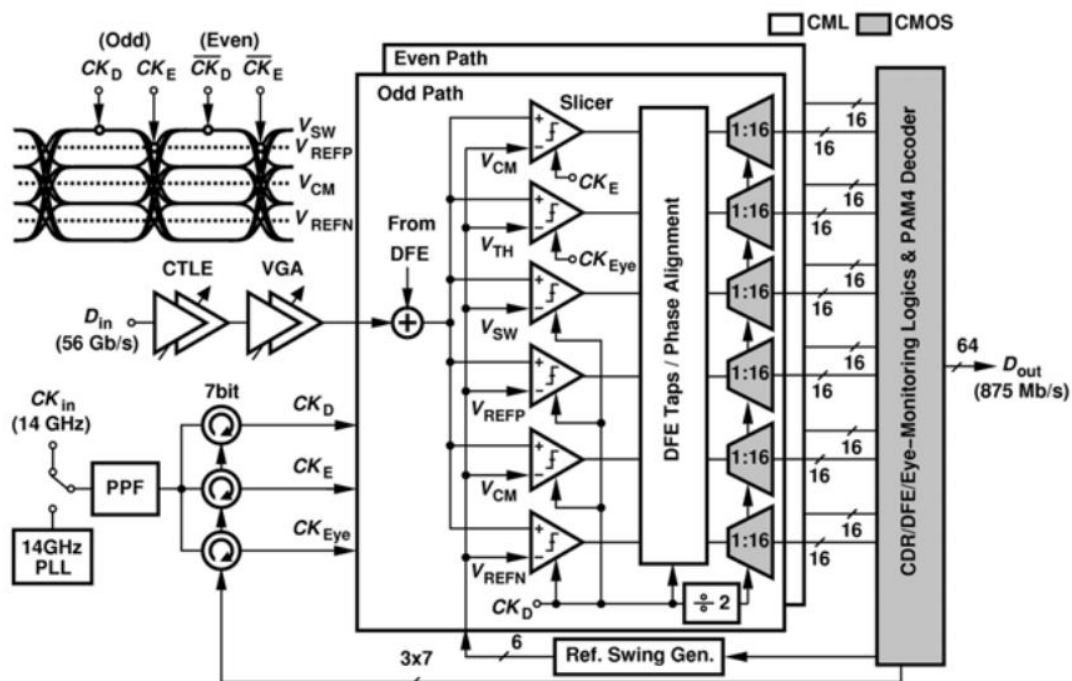 CML CMOS
(Odd) (Even)
CK_D CK_E \overline{CK}_D \overline{CK}_E
V_SW
V_REFP
V_CM
V_REFN
CTLE VGA
D_in
(56 Gb/s)
CK_in
(14 GHz)
7bit
PPF
14GHz
PLL
CK_D
CK_E
CK_Eye
Even Path
Odd Path
From
DFE
+
Slicer
+
−
V_CM
CK_E
+
−
V_TH
CK_Eye
+
−
V_SW
+
−
V_REFP
+
−
V_CM
+
−
V_REFN
CK_D
DFE Taps / Phase Alignment
÷ 2
1:16
1:16
1:16
1:16
1:16
1:16
16
16
16
16
16
16
16
16
16
16
16
16
CDR/DFE/Eye-Monitoring Logics & PAM4 Decoder
64
D_out
(875 Mb/s)
6
Ref. Swing Gen.
3x7